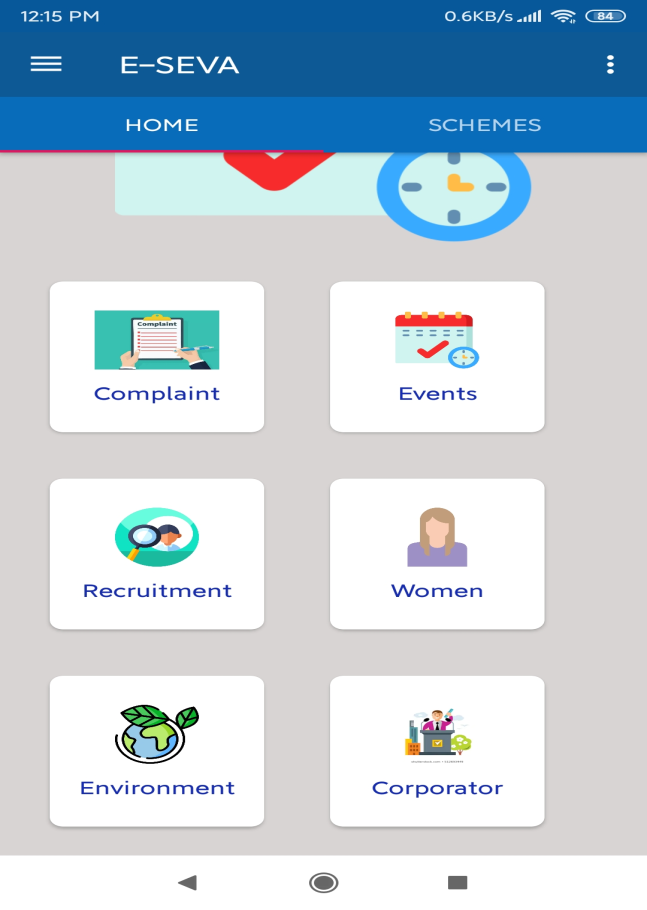 12:15 PM 0.6KB/s 84
E-SEVA
HOME SCHEMES
Complaint
Complaint Events
Recruitment Women
Environment Corporator